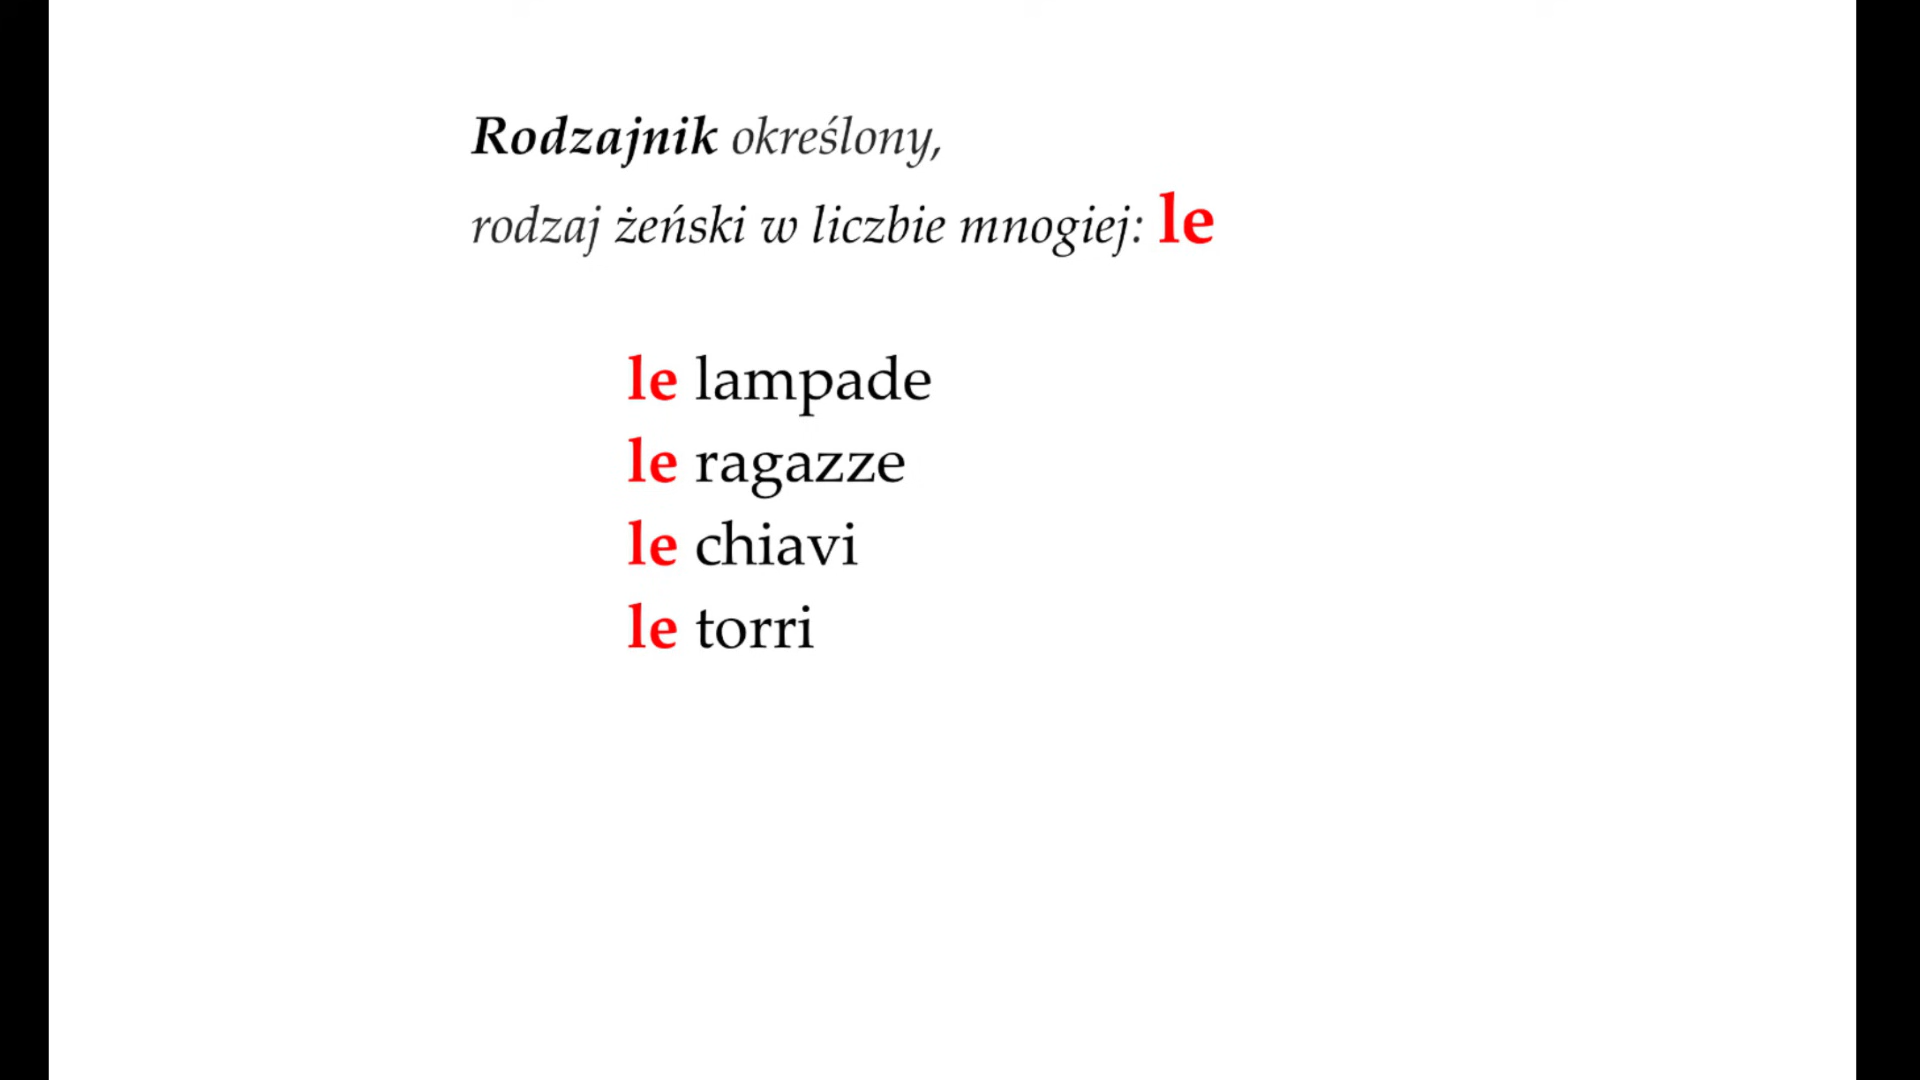 Rodzajnik określony,
rodzaj żeński w liczbie mnogiej: le
le lampade
le ragazze
le chiavi
le torri